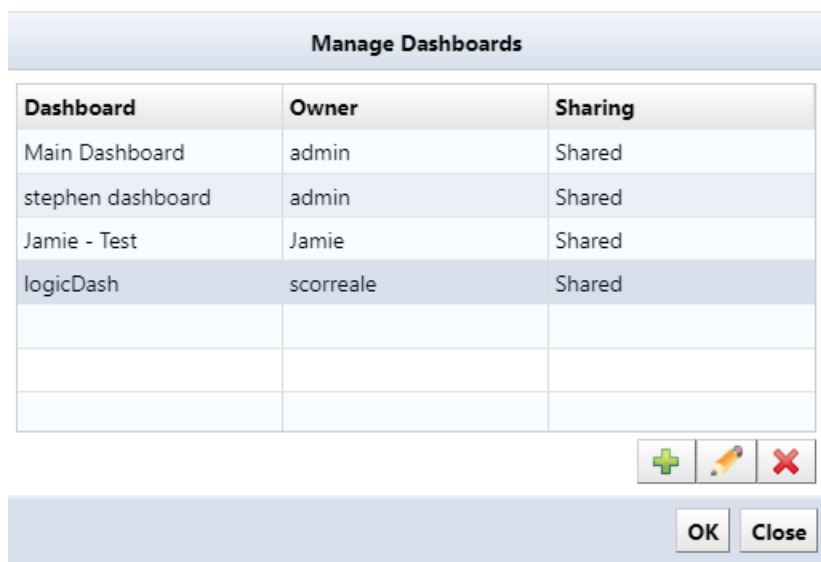 Manage Dashboards
Dashboard Owner Sharing
Main Dashboard admin Shared
stephen dashboard admin Shared
Jamie - Test Jamie Shared
logicDash scorreale Shared
OK Close